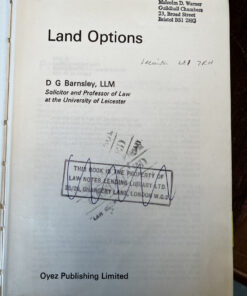 Malcolm D. Warner
Guildhall Chambers
23, Broad Street
Bristol BS1 2HG
Land Options
D G Barnsley, LLM
Solicitor and Professor of Law
at the University of Leicester
THIS BOOK IS THE PROPERTY OF
LAW NOTES LENDING LIBRARY LTD.
25/26, CHANCERY LANE, LONDON W.C.2.
Oyez Publishing Limited